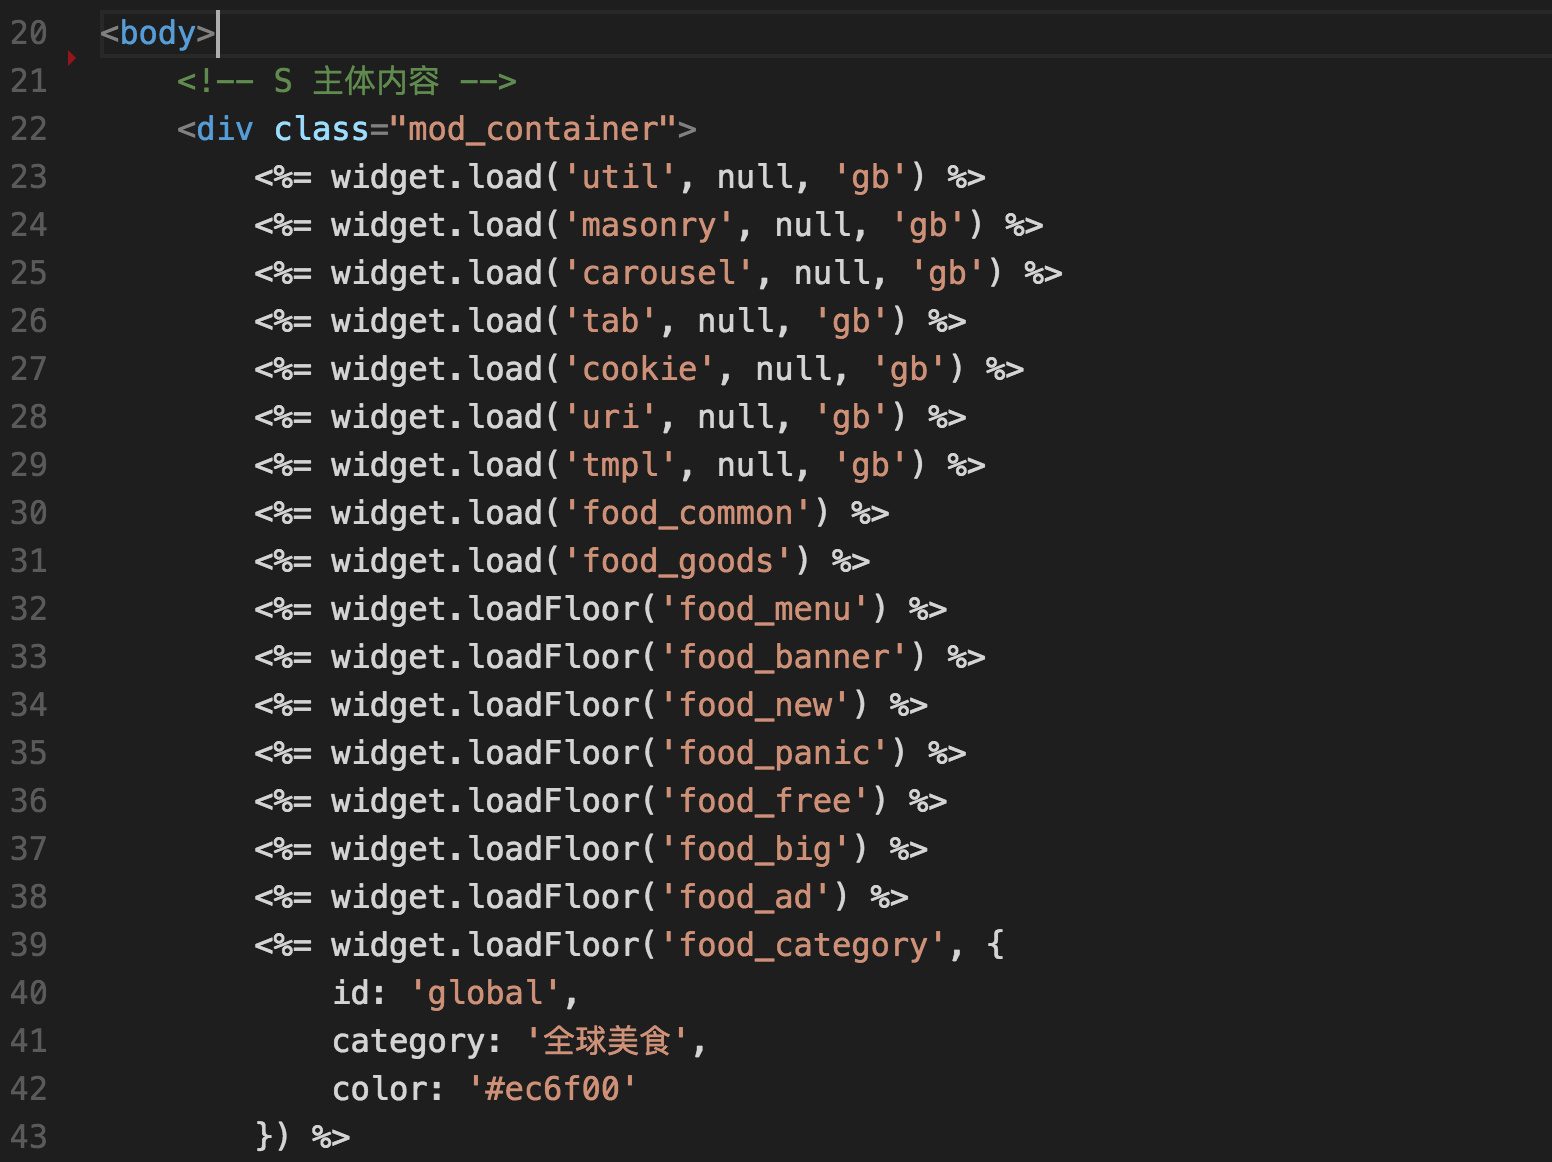 20 <body>
21 <!-- S 主体内容 -->
22 <div class="mod_container">
23 <%= widget.load('util', null, 'gb') %>
24 <%= widget.load('masonry', null, 'gb') %>
25 <%= widget.load('carousel', null, 'gb') %>
26 <%= widget.load('tab', null, 'gb') %>
27 <%= widget.load('cookie', null, 'gb') %>
28 <%= widget.load('uri', null, 'gb') %>
29 <%= widget.load('tmpl', null, 'gb') %>
30 <%= widget.load('food_common') %>
31 <%= widget.load('food_goods') %>
32 <%= widget.loadFloor('food_menu') %>
33 <%= widget.loadFloor('food_banner') %>
34 <%= widget.loadFloor('food_new') %>
35 <%= widget.loadFloor('food_panic') %>
36 <%= widget.loadFloor('food_free') %>
37 <%= widget.loadFloor('food_big') %>
38 <%= widget.loadFloor('food_ad') %>
39 <%= widget.loadFloor('food_category', {
40 id: 'global',
41 category: '全球美食',
42 color: '#ec6f00'
43 }) %>